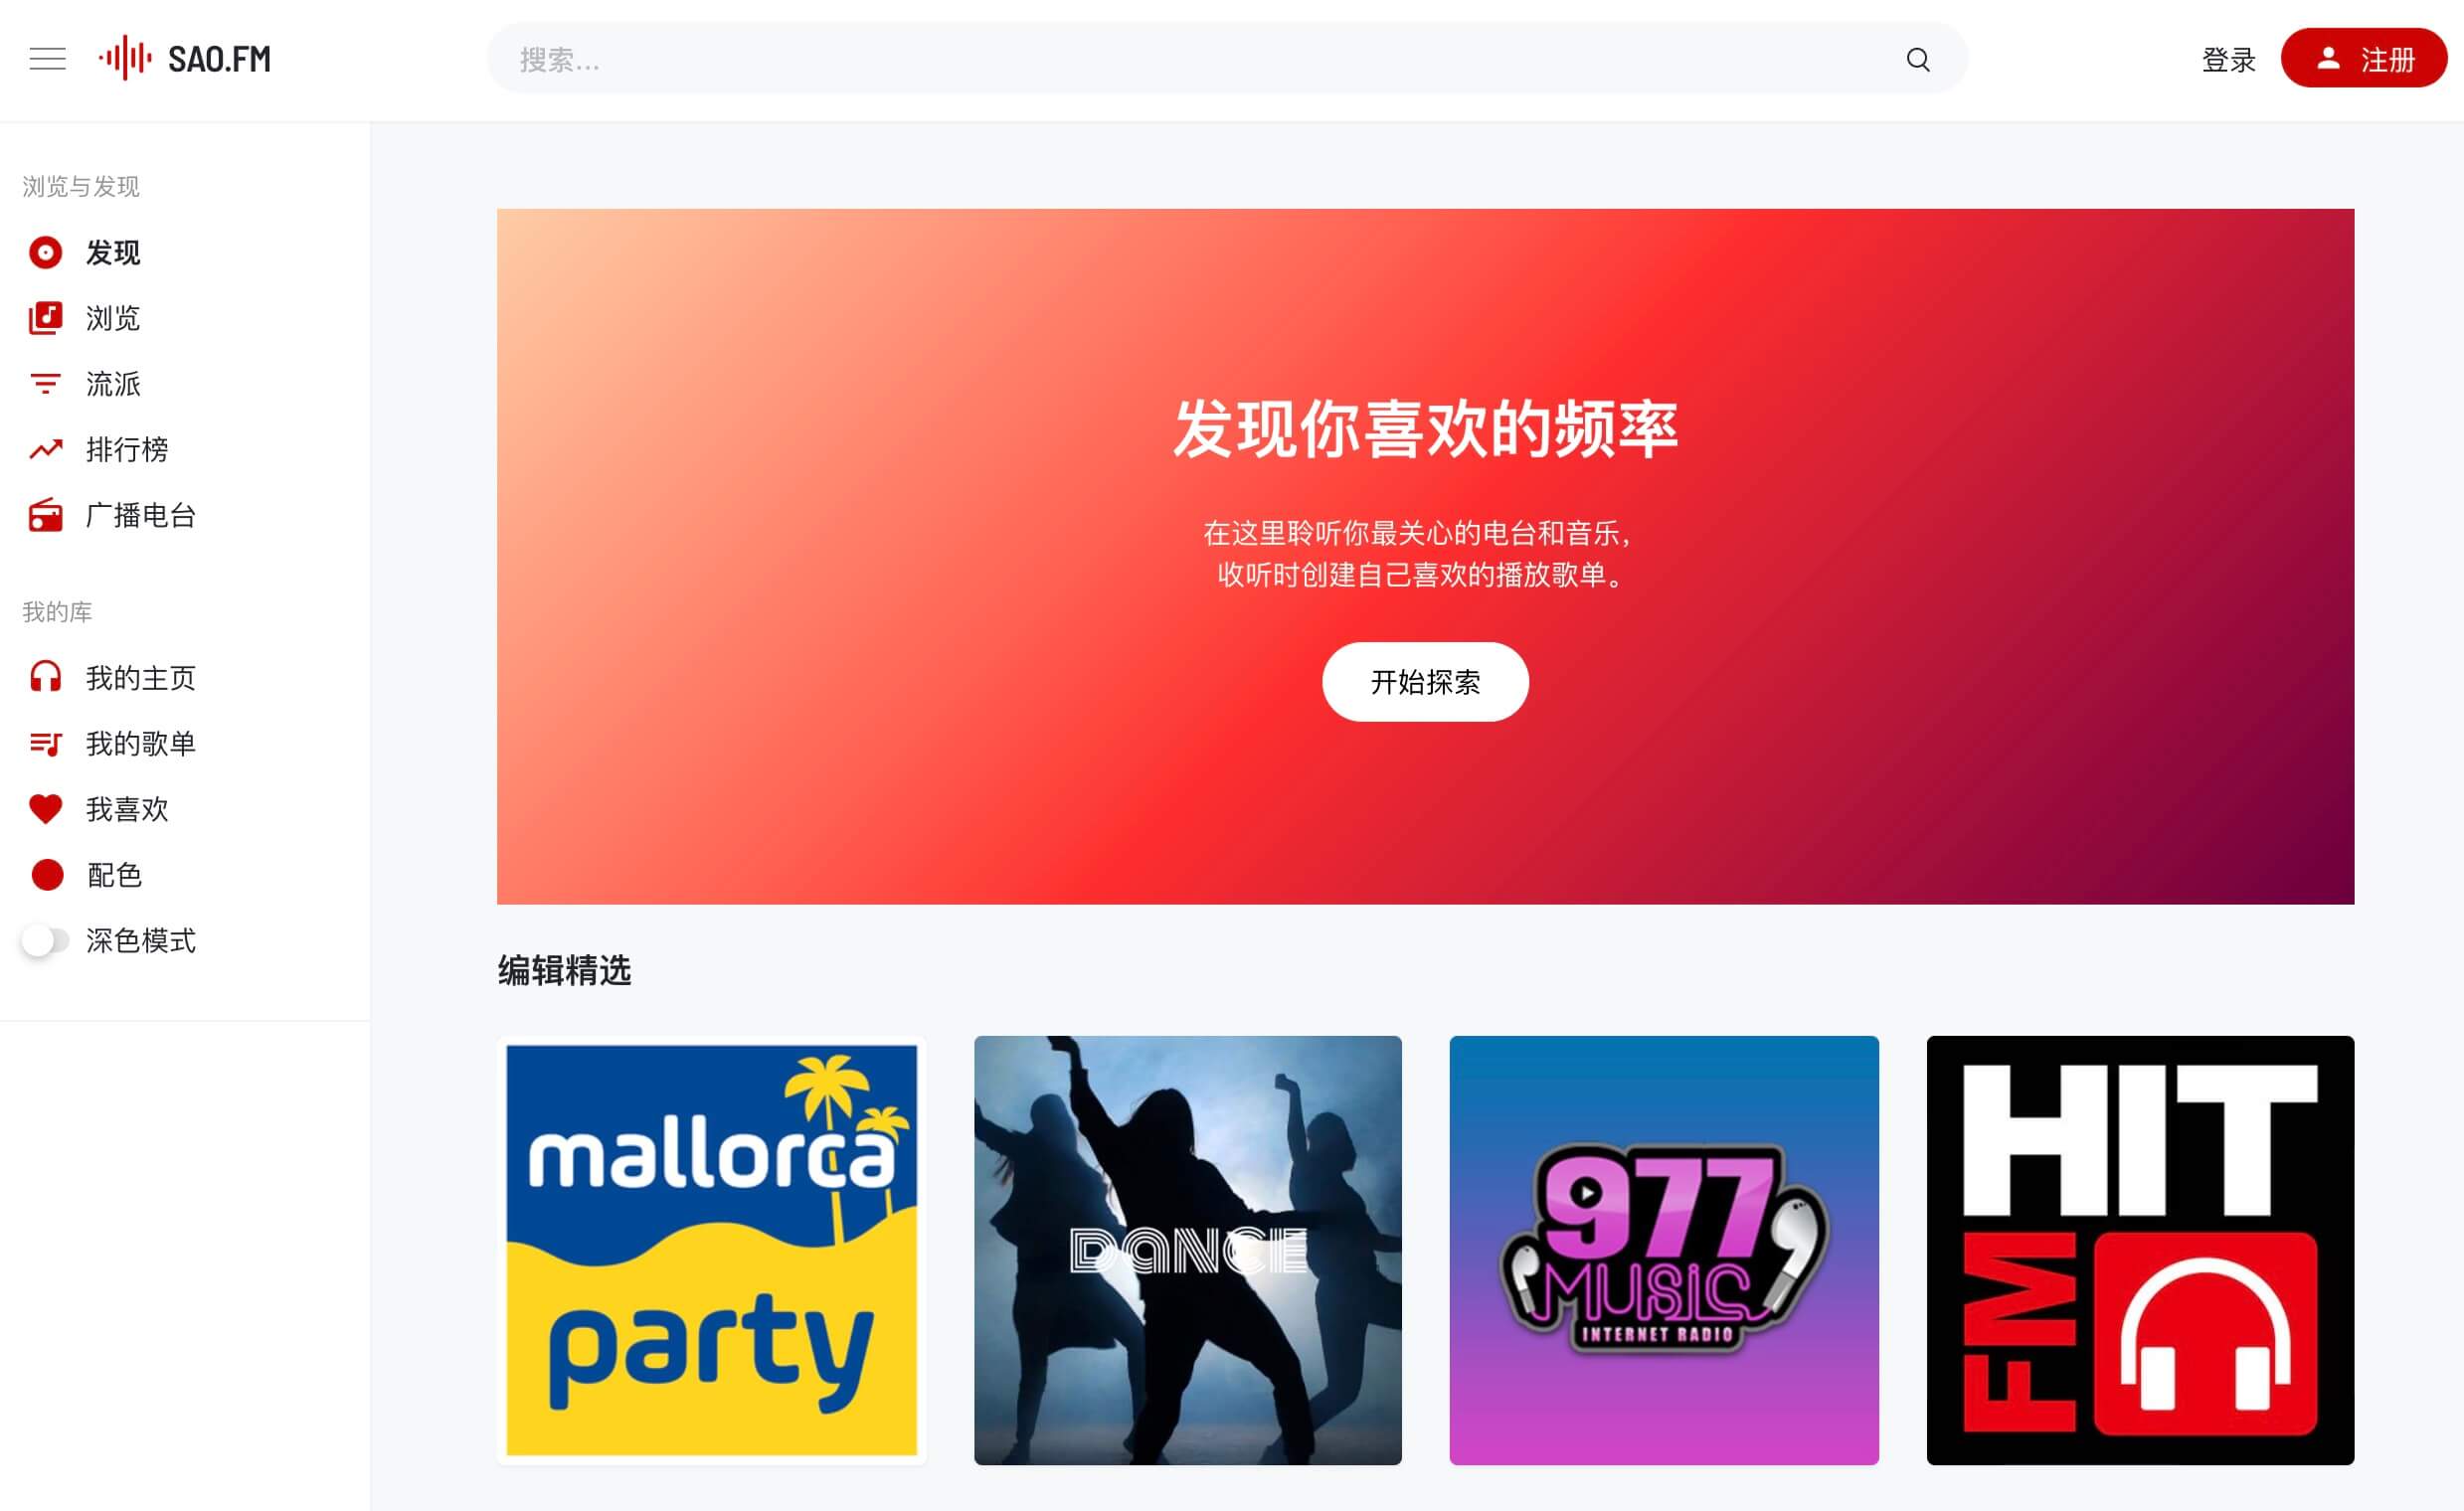 SAO.FM
搜索...
登录
注册
浏览与发现
发现
浏览
流派
排行榜
广播电台
我的库
我的主页
我的歌单
我喜欢
配色
深色模式
发现你喜欢的频率
在这里聆听你最关心的电台和音乐，
收听时创建自己喜欢的播放歌单。
开始探索
编辑精选
mallorca
party
DANCE
977
MUSIC
INTERNET RADIO
HIT
FM